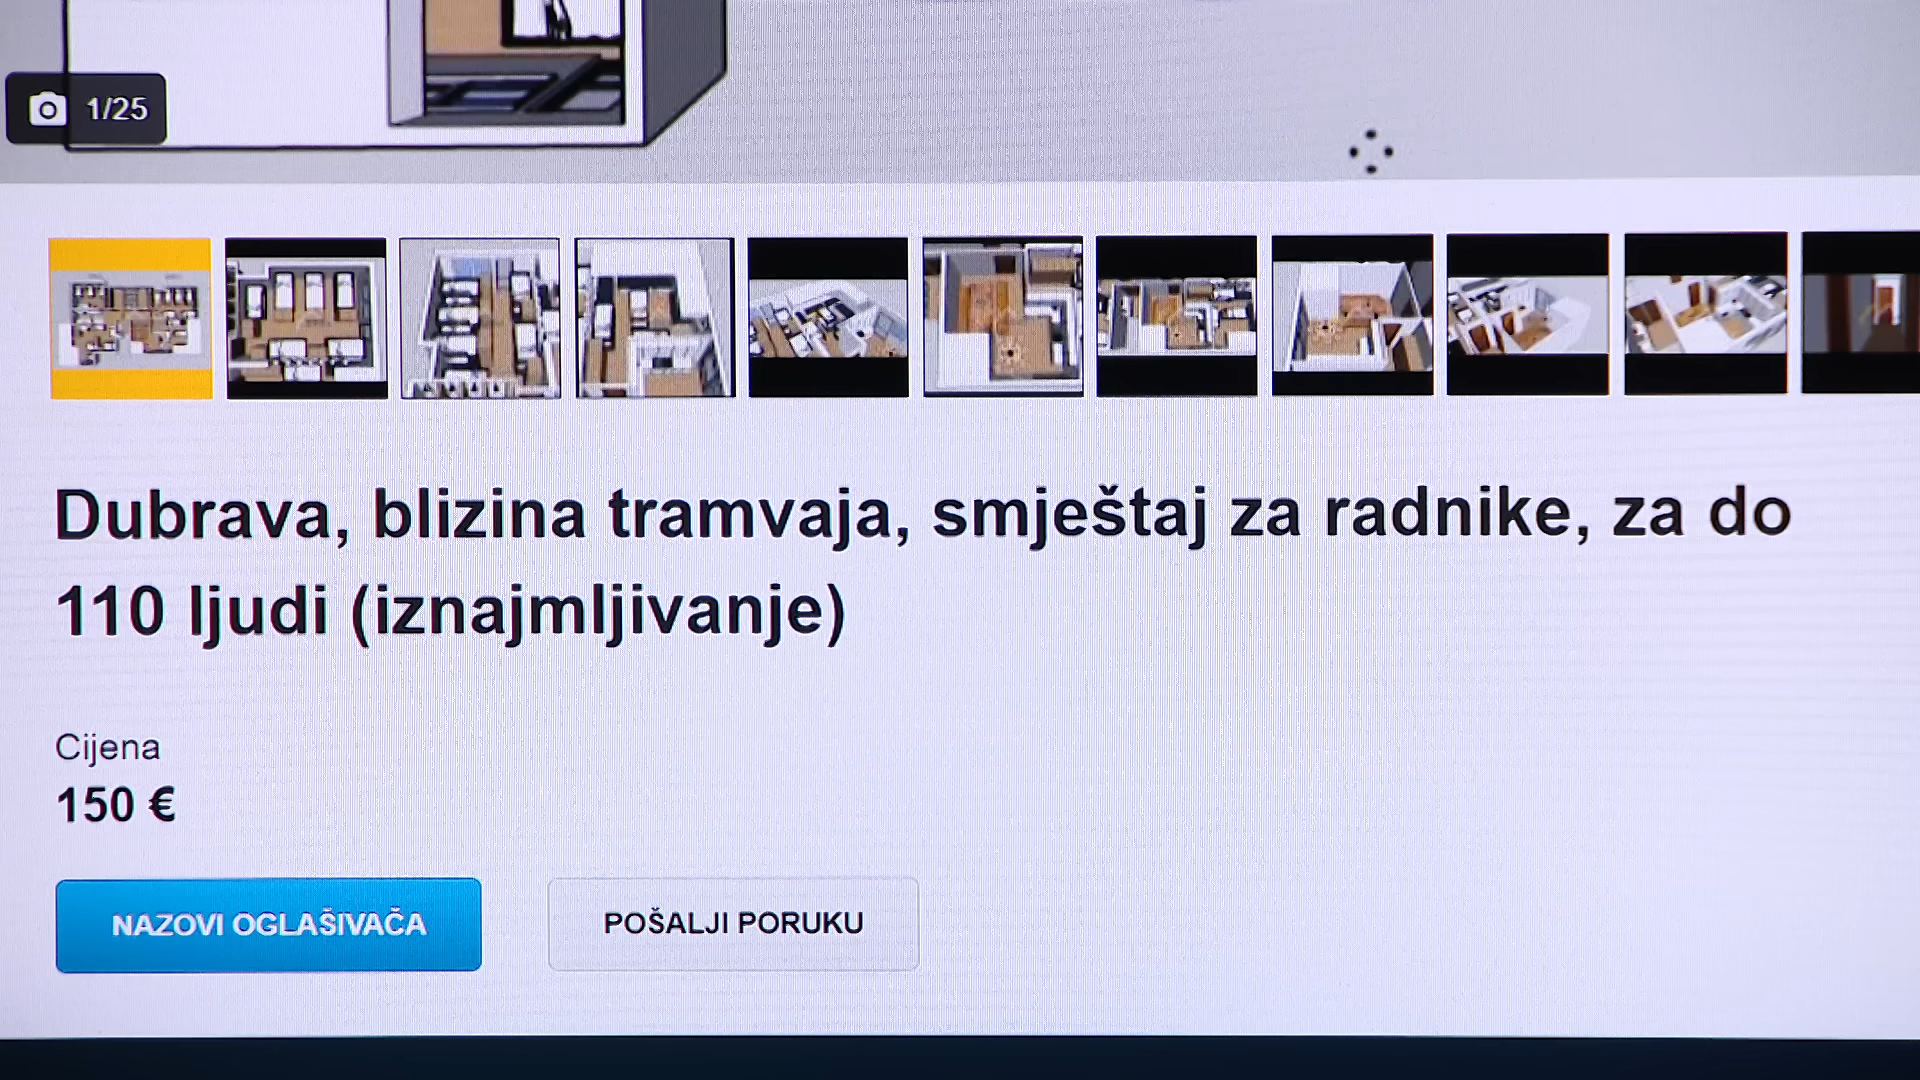 1/25
Dubrava, blizina tramvaja, smještaj za radnike, za do
110 ljudi (iznajmljivanje)
Cijena
150 €
NAZOVI OGLAŠIVAČA
POŠALJI PORUKU